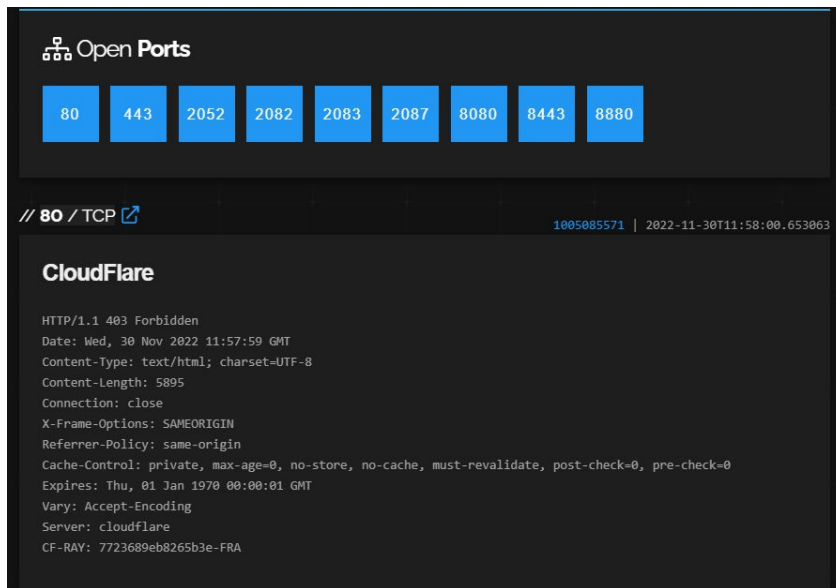 Open Ports
80 443 2052 2082 2083 2087 8080 8443 8880
// 80 / TCP
1005085571 | 2022-11-30T11:58:00.653063
CloudFlare
HTTP/1.1 403 Forbidden
Date: Wed, 30 Nov 2022 11:57:59 GMT
Content-Type: text/html; charset=UTF-8
Content-Length: 5895
Connection: close
X-Frame-Options: SAMEORIGIN
Referrer-Policy: same-origin
Cache-Control: private, max-age=0, no-store, no-cache, must-revalidate, post-check=0, pre-check=0
Expires: Thu, 01 Jan 1970 00:00:01 GMT
Vary: Accept-Encoding
Server: cloudflare
CF-RAY: 7723689eb8265b3e-FRA